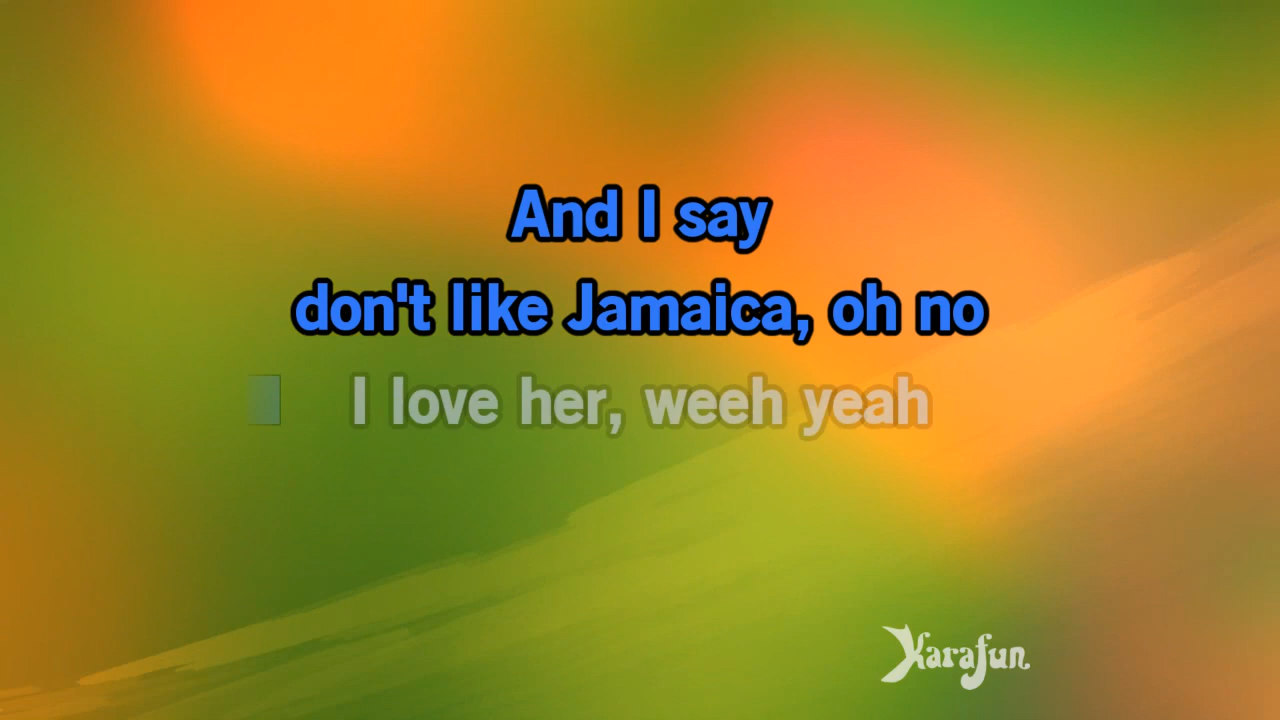 And I say
don't like Jamaica, oh no
I love her, weeh yeah
Karafun